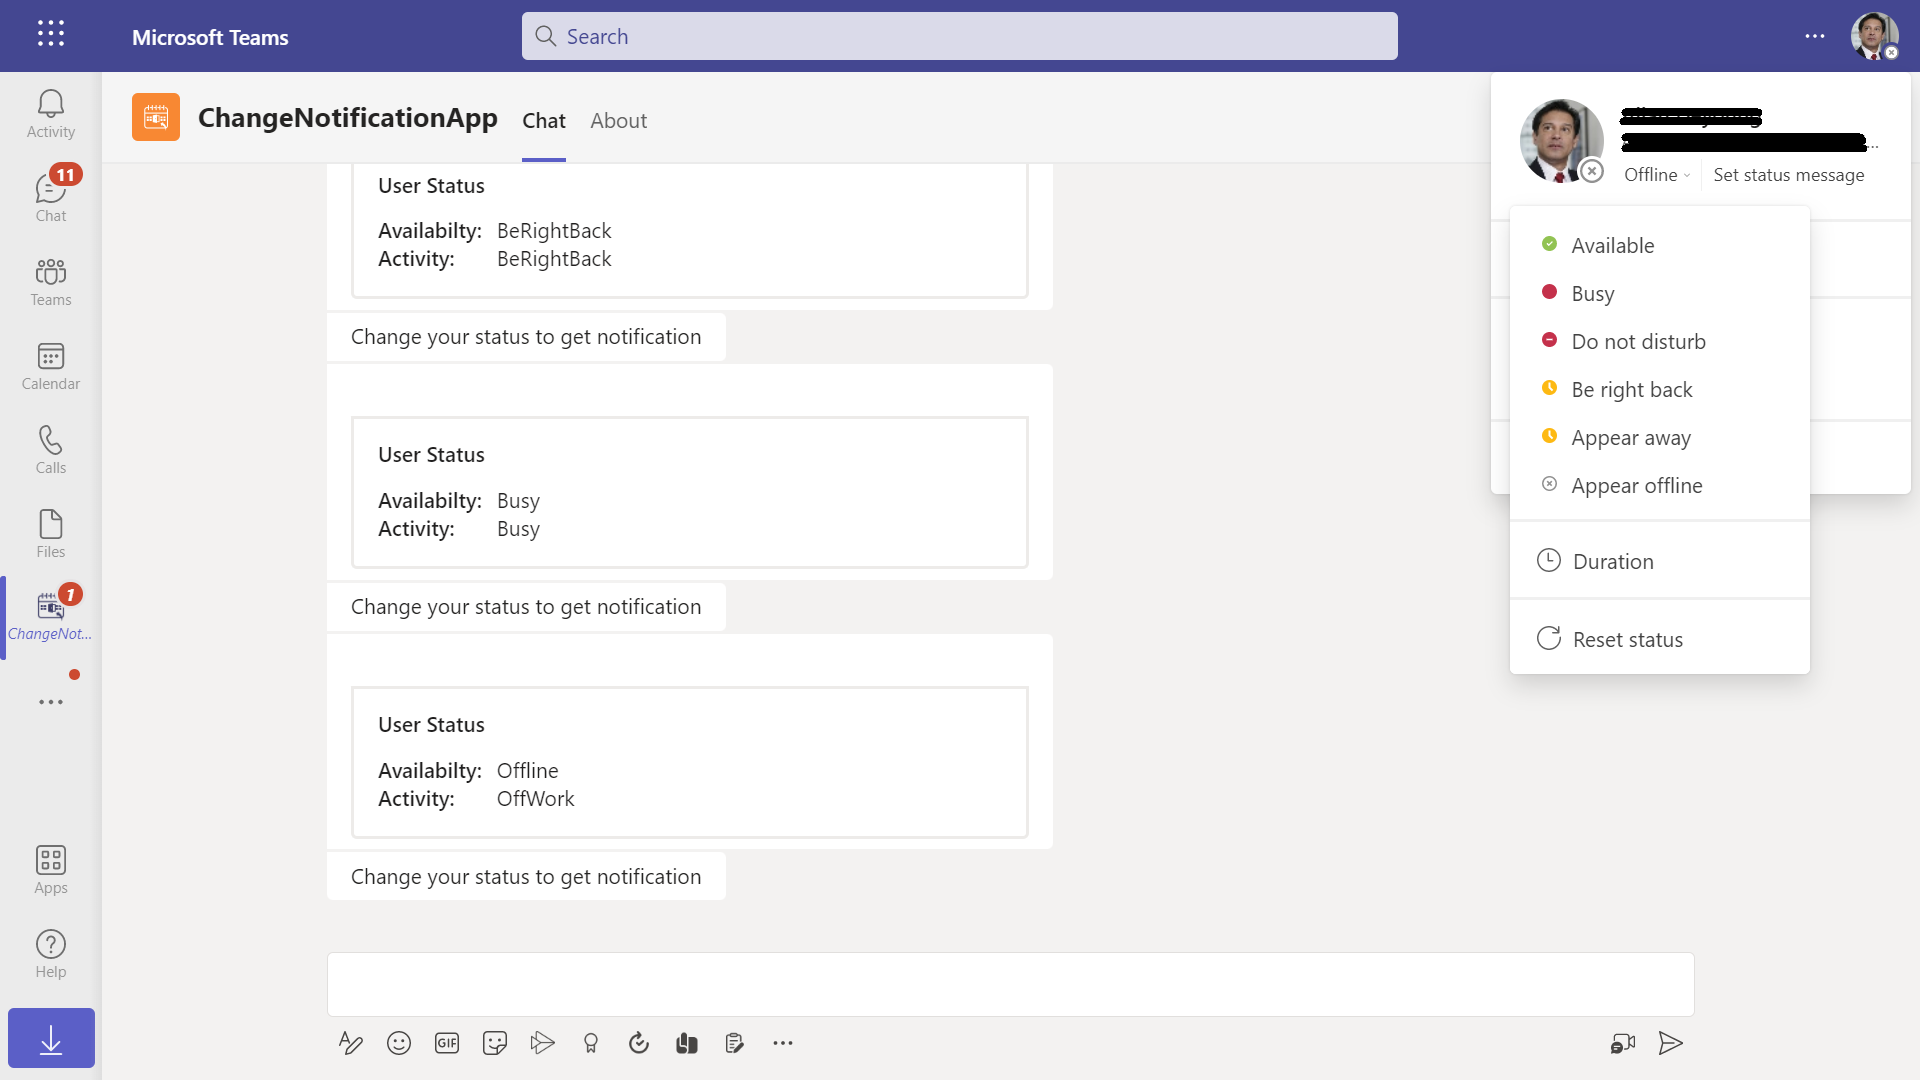 Microsoft Teams
Search
Activity
11
Chat
Teams
Calendar
Calls
Files
1
ChangeNot...
Apps
Help
ChangeNotificationApp
Chat
About
User Status
Availabilty: BeRightBack
Activity: BeRightBack
Change your status to get notification
User Status
Availabilty: Busy
Activity: Busy
Change your status to get notification
User Status
Availabilty: Offline
Activity: OffWork
Change your status to get notification
GIF
Offline
Set status message
Available
Busy
Do not disturb
Be right back
Appear away
Appear offline
Duration
Reset status